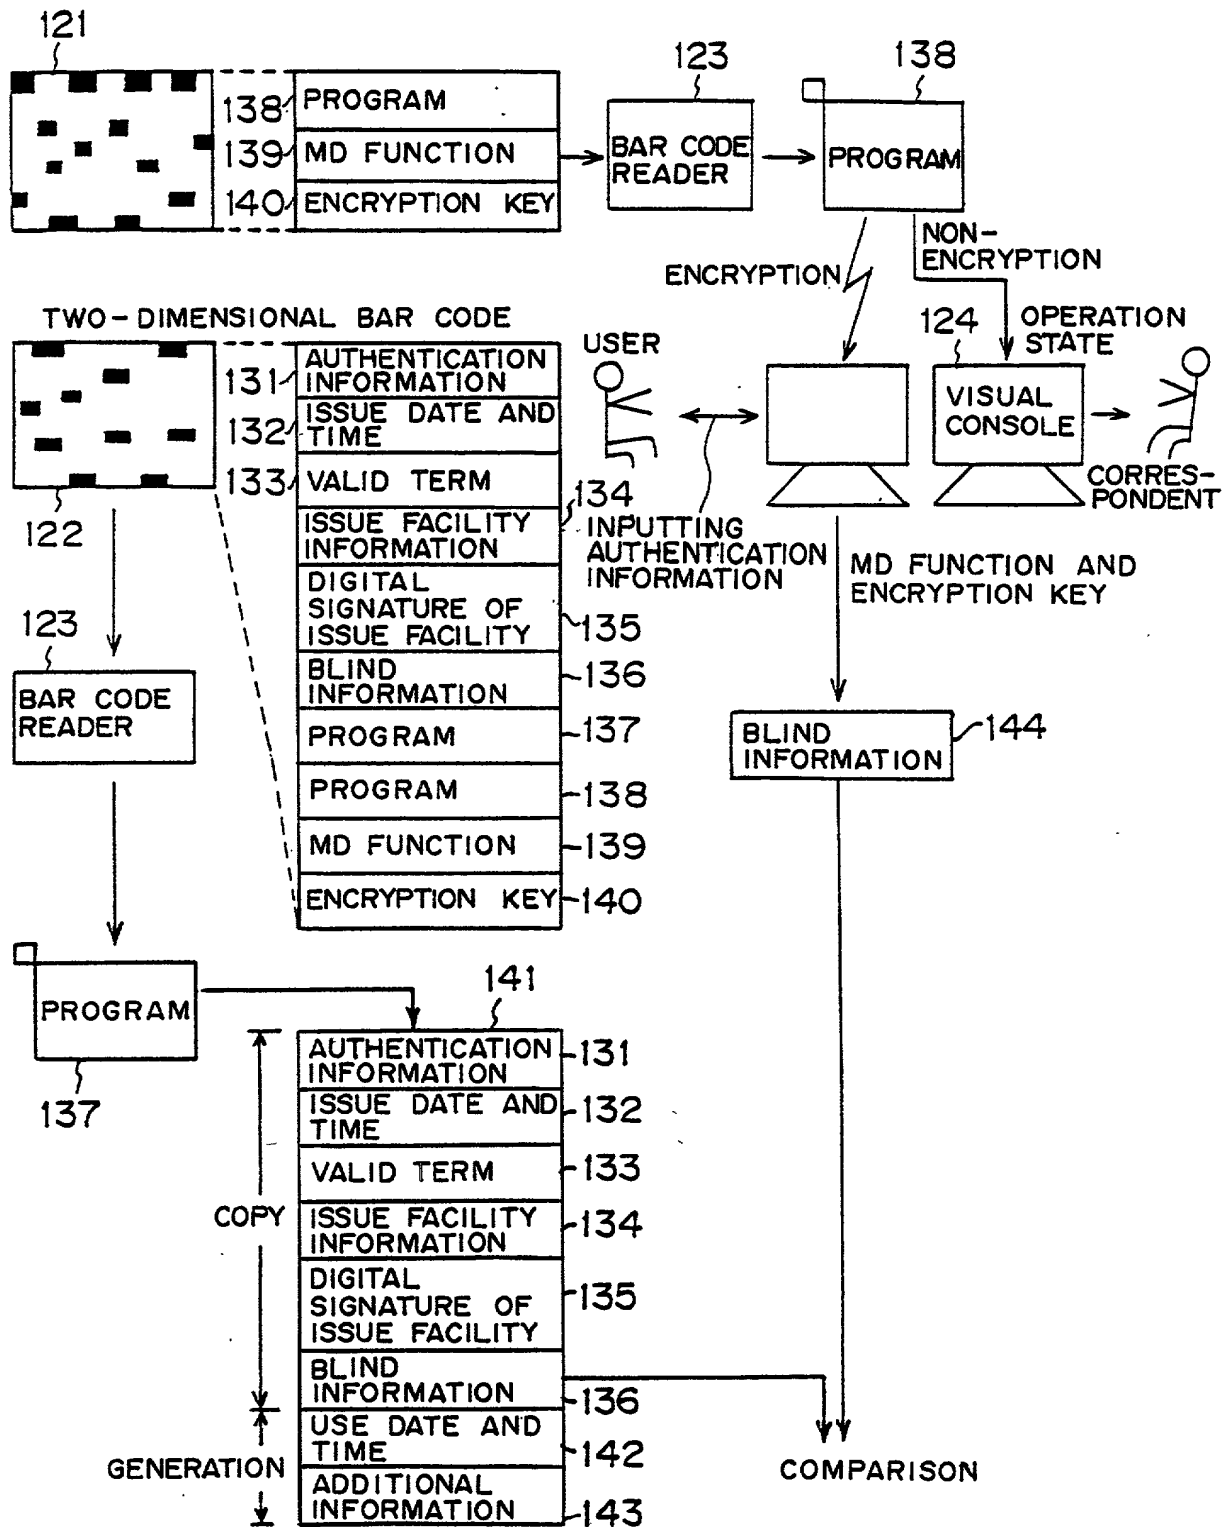 121
138
PROGRAM
139
MD FUNCTION
140
ENCRYPTION KEY
123
BAR CODE
READER
138
PROGRAM
ENCRYPTION
NON-
ENCRYPTION
TWO-DIMENSIONAL BAR CODE
122
131
AUTHENTICATION
INFORMATION
132
ISSUE DATE AND
TIME
133
VALID TERM
134
ISSUE FACILITY
INFORMATION
DIGITAL
SIGNATURE OF
ISSUE FACILITY
135
BLIND
INFORMATION
136
PROGRAM
137
PROGRAM
138
MD FUNCTION
139
ENCRYPTION KEY
140
USER
INPUTTING
AUTHENTICATION
INFORMATION
124
VISUAL
CONSOLE
OPERATION
STATE
CORRES-
PONDENT
MD FUNCTION AND
ENCRYPTION KEY
BLIND
INFORMATION
144
123
BAR CODE
READER
PROGRAM
137
141
AUTHENTICATION
INFORMATION
131
ISSUE DATE AND
TIME
132
VALID TERM
133
ISSUE FACILITY
INFORMATION
134
DIGITAL
SIGNATURE OF
ISSUE FACILITY
135
BLIND
INFORMATION
136
USE DATE AND
TIME
142
ADDITIONAL
INFORMATION
143
COPY
GENERATION
COMPARISON